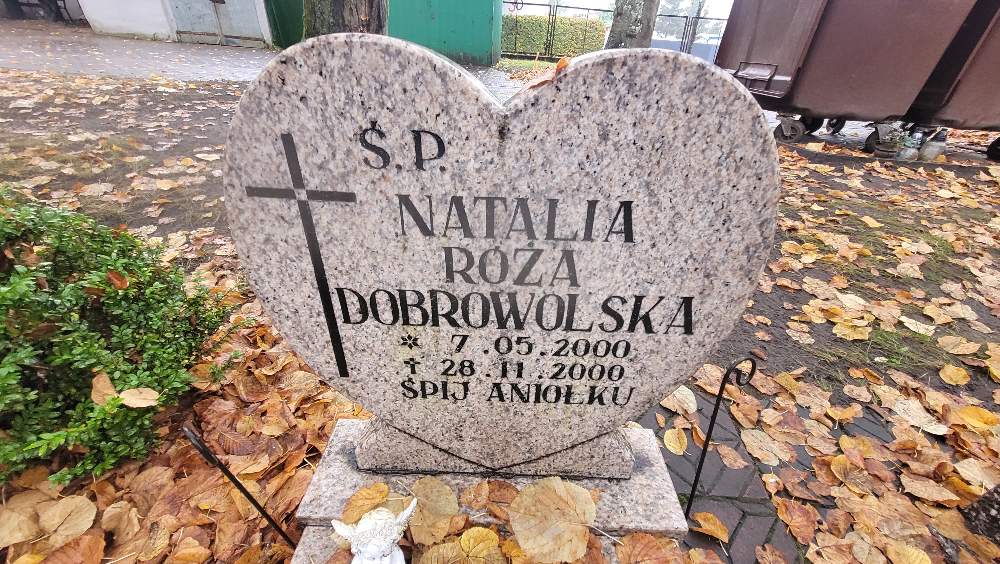 Ś.P.
NATALIA
RÓŻA
DOBROWOLSKA
* 7.05.2000
† 28.11.2000
ŚPIJ ANIOŁKU